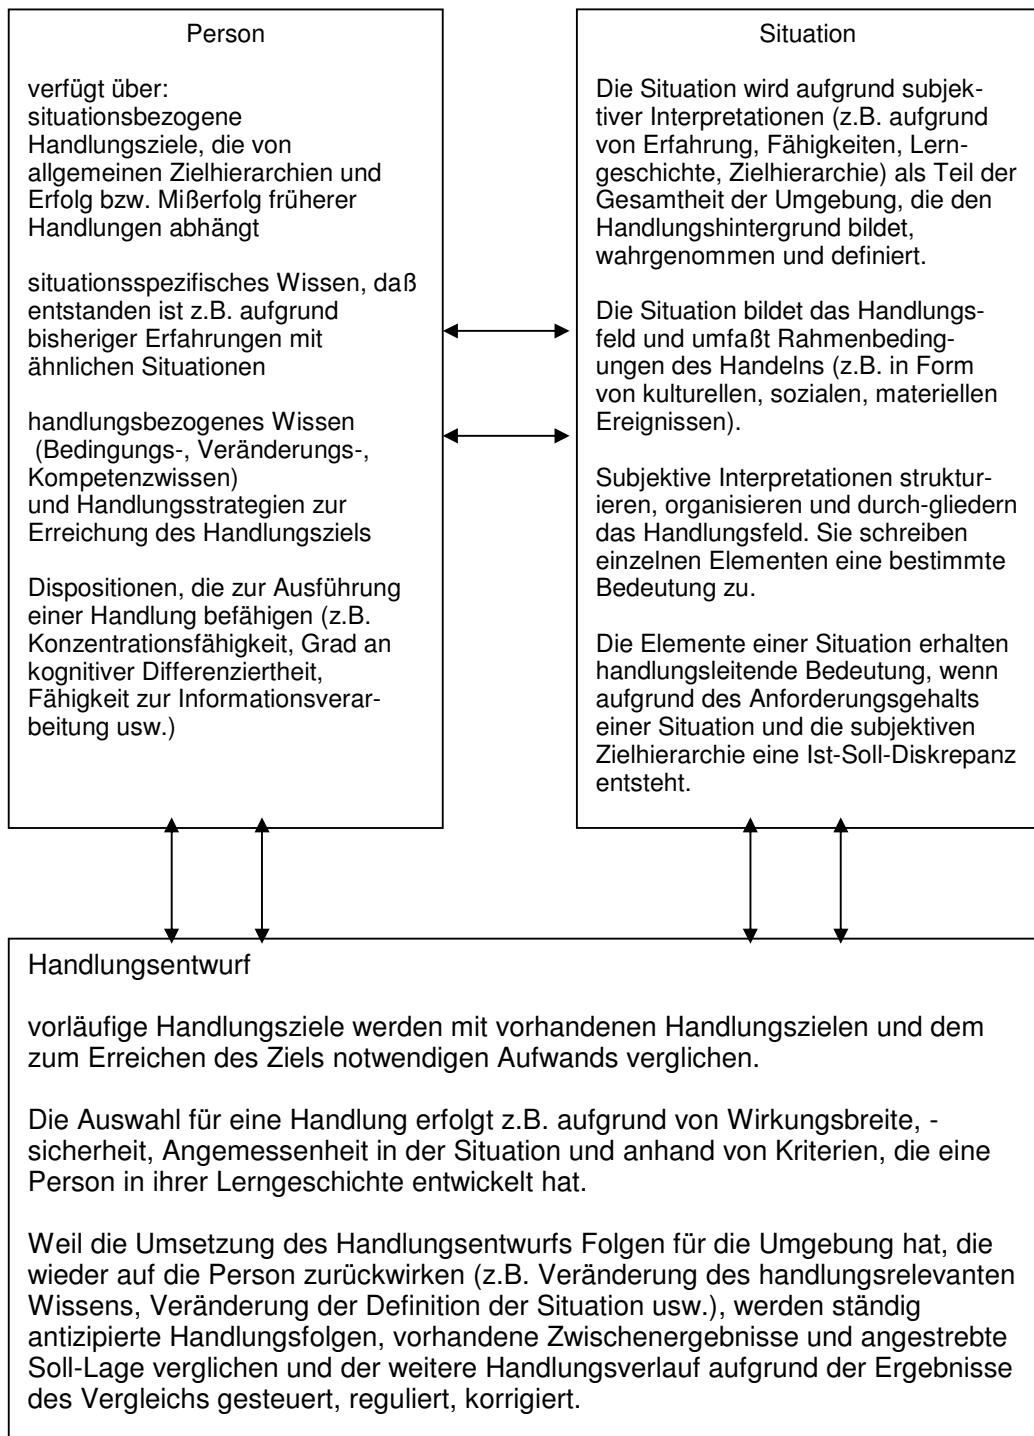 Person
verfügt über:
situationsbezogene
Handlungsziele, die von
allgemeinen Zielhierarchien und
Erfolg bzw. Mißerfolg früherer
Handlungen abhängt
situationsspezifisches Wissen, daß
entstanden ist z.B. aufgrund
bisheriger Erfahrungen mit
ähnlichen Situationen
handlungsbezogenes Wissen
(Bedingungs-, Veränderungs-,
Kompetenzwissen)
und Handlungsstrategien zur
Erreichung des Handlungsziels
Dispositionen, die zur Ausführung
einer Handlung befähigen (z.B.
Konzentrationsfähigkeit, Grad an
kognitiver Differenziertheit,
Fähigkeit zur Informationsverar-
beitung usw.)
Situation
Die Situation wird aufgrund subjek-
tiver Interpretationen (z.B. aufgrund
von Erfahrung, Fähigkeiten, Lern-
geschichte, Zielhierarchie) als Teil der
Gesamtheit der Umgebung, die den
Handlungshintergrund bildet,
wahrgenommen und definiert.
Die Situation bildet das Handlungs-
feld und umfaßt Rahmenbeding-
ungen des Handelns (z.B. in Form
von kulturellen, sozialen, materiellen
Ereignissen).
Subjektive Interpretationen struktur-
ieren, organisieren und durch-gliedern
das Handlungsfeld. Sie schreiben
einzelnen Elementen eine bestimmte
Bedeutung zu.
Die Elemente einer Situation erhalten
handlungsleitende Bedeutung, wenn
aufgrund des Anforderungsgehalts
einer Situation und die subjektiven
Zielhierarchie eine Ist-Soll-Diskrepanz
entsteht.
Handlungsentwurf
vorläufige Handlungsziele werden mit vorhandenen Handlungszielen und dem
zum Erreichen des Ziels notwendigen Aufwands verglichen.
Die Auswahl für eine Handlung erfolgt z.B. aufgrund von Wirkungsbreite, -
sicherheit, Angemessenheit in der Situation und anhand von Kriterien, die eine
Person in ihrer Lerngeschichte entwickelt hat.
Weil die Umsetzung des Handlungsentwurfs Folgen für die Umgebung hat, die
wieder auf die Person zurückwirken (z.B. Veränderung des handlungsrelevanten
Wissens, Veränderung der Definition der Situation usw.), werden ständig
antizipierte Handlungsfolgen, vorhandene Zwischenergebnisse und angestrebte
Soll-Lage verglichen und der weitere Handlungsverlauf aufgrund der Ergebnisse
des Vergleichs gesteuert, reguliert, korrigiert.